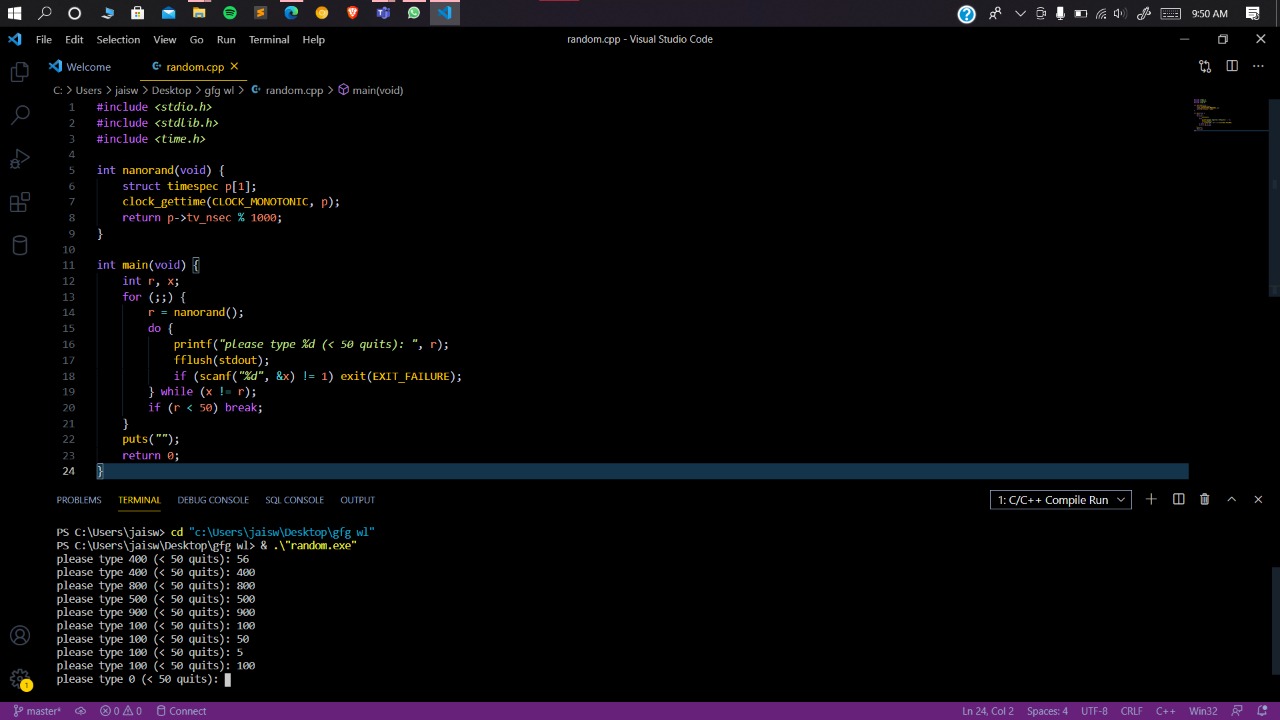 9:50 AM
File Edit Selection View Go Run Terminal Help
random.cpp - Visual Studio Code
Welcome random.cpp
C: > Users > jaisw > Desktop > gfg wl > random.cpp > main(void)
1 #include <stdio.h>
2 #include <stdlib.h>
3 #include <time.h>
4
5 int nanorand(void) {
6 struct timespec p[1];
7 clock_gettime(CLOCK_MONOTONIC, p);
8 return p->tv_nsec % 1000;
9 }
10
11 int main(void) {
12 int r, x;
13 for (;;) {
14 r = nanorand();
15 do {
16 printf("please type %d (< 50 quits): ", r);
17 fflush(stdout);
18 if (scanf("%d", &x) != 1) exit(EXIT_FAILURE);
19 } while (x != r);
20 if (r < 50) break;
21 }
22 puts("");
23 return 0;
24 }
PROBLEMS TERMINAL DEBUG CONSOLE SQL CONSOLE OUTPUT 1: C/C++ Compile Run
PS C:\Users\jaisw> cd "c:\Users\jaisw\Desktop\gfg wl"
PS C:\Users\jaisw\Desktop\gfg wl> & .\"random.exe"
please type 400 (< 50 quits): 56
please type 400 (< 50 quits): 400
please type 800 (< 50 quits): 800
please type 500 (< 50 quits): 500
please type 900 (< 50 quits): 900
please type 100 (< 50 quits): 100
please type 100 (< 50 quits): 50
please type 100 (< 50 quits): 5
please type 100 (< 50 quits): 100
please type 0 (< 50 quits):
1
master* 0 0 Connect Ln 24, Col 2 Spaces: 4 UTF-8 CRLF C++ Win32